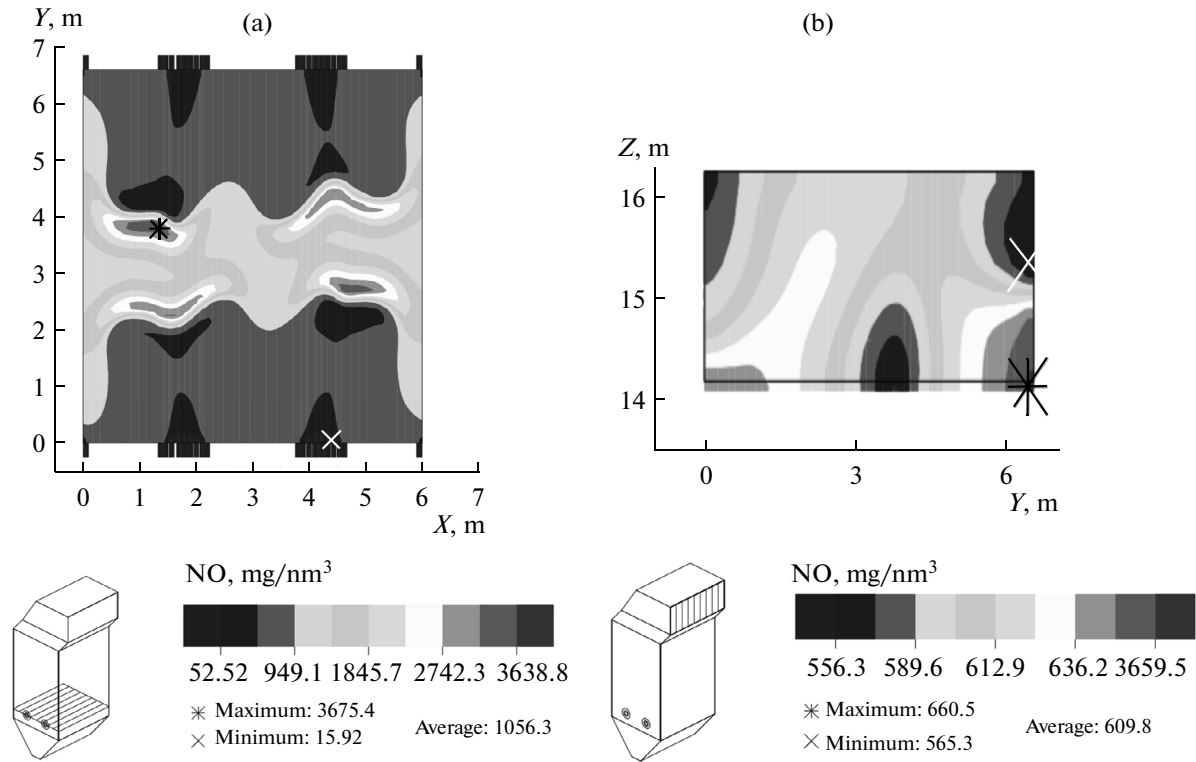 (a)
Y, m
7
6
5
4
3
2
1
0
0 1 2 3 4 5 6 7
X, m
(b)
Z, m
16
15
14
0 3 6
Y, m
NO, mg/nm³
52.52 949.1 1845.7 2742.3 3638.8
Maximum: 3675.4
Minimum: 15.92
Average: 1056.3
NO, mg/nm³
556.3 589.6 612.9 636.2 3659.5
Maximum: 660.5
Minimum: 565.3
Average: 609.8